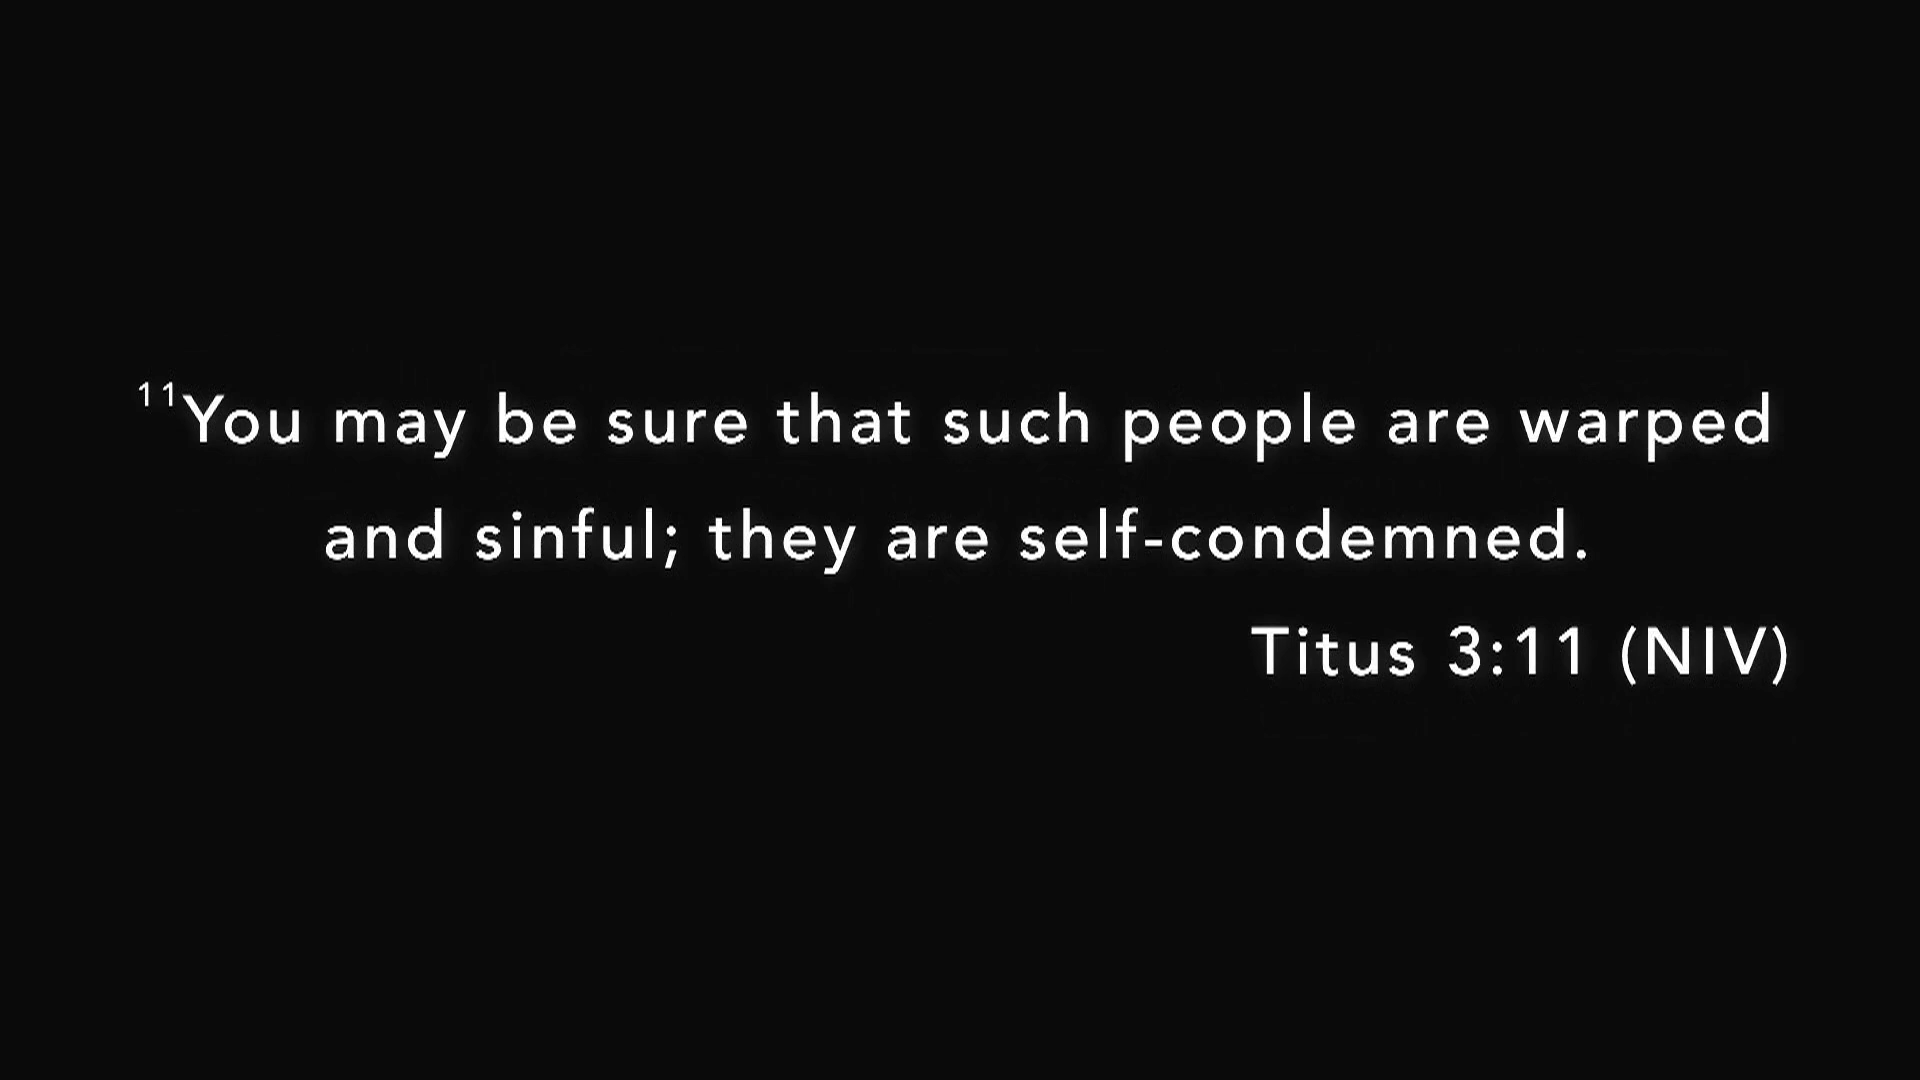 ¹¹You may be sure that such people are warped
and sinful; they are self-condemned.
Titus 3:11 (NIV)